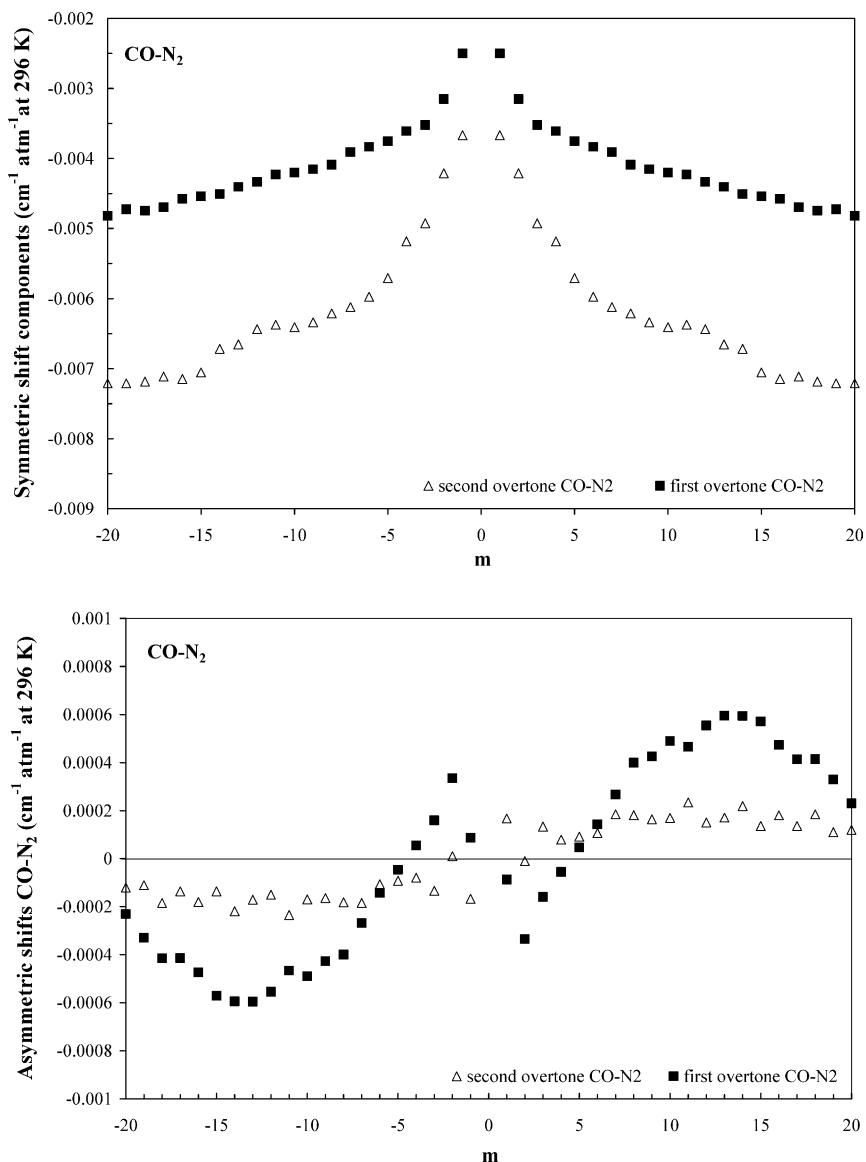 CO-N₂
Symmetric shift components (cm⁻¹ atm⁻¹at 296 K)
-0.002
-0.003
-0.004
-0.005
-0.006
-0.007
-0.008
-0.009
second overtone CO-N2 first overtone CO-N2
-20 -15 -10 -5 0 5 10 15 20
m
CO-N₂
Asymmetric shifts CO-N₂ (cm⁻¹ atm⁻¹ at 296 K)
0.001
0.0008
0.0006
0.0004
0.0002
0
-0.0002
-0.0004
-0.0006
-0.0008
-0.001
second overtone CO-N2 first overtone CO-N2
-20 -15 -10 -5 0 5 10 15 20
m